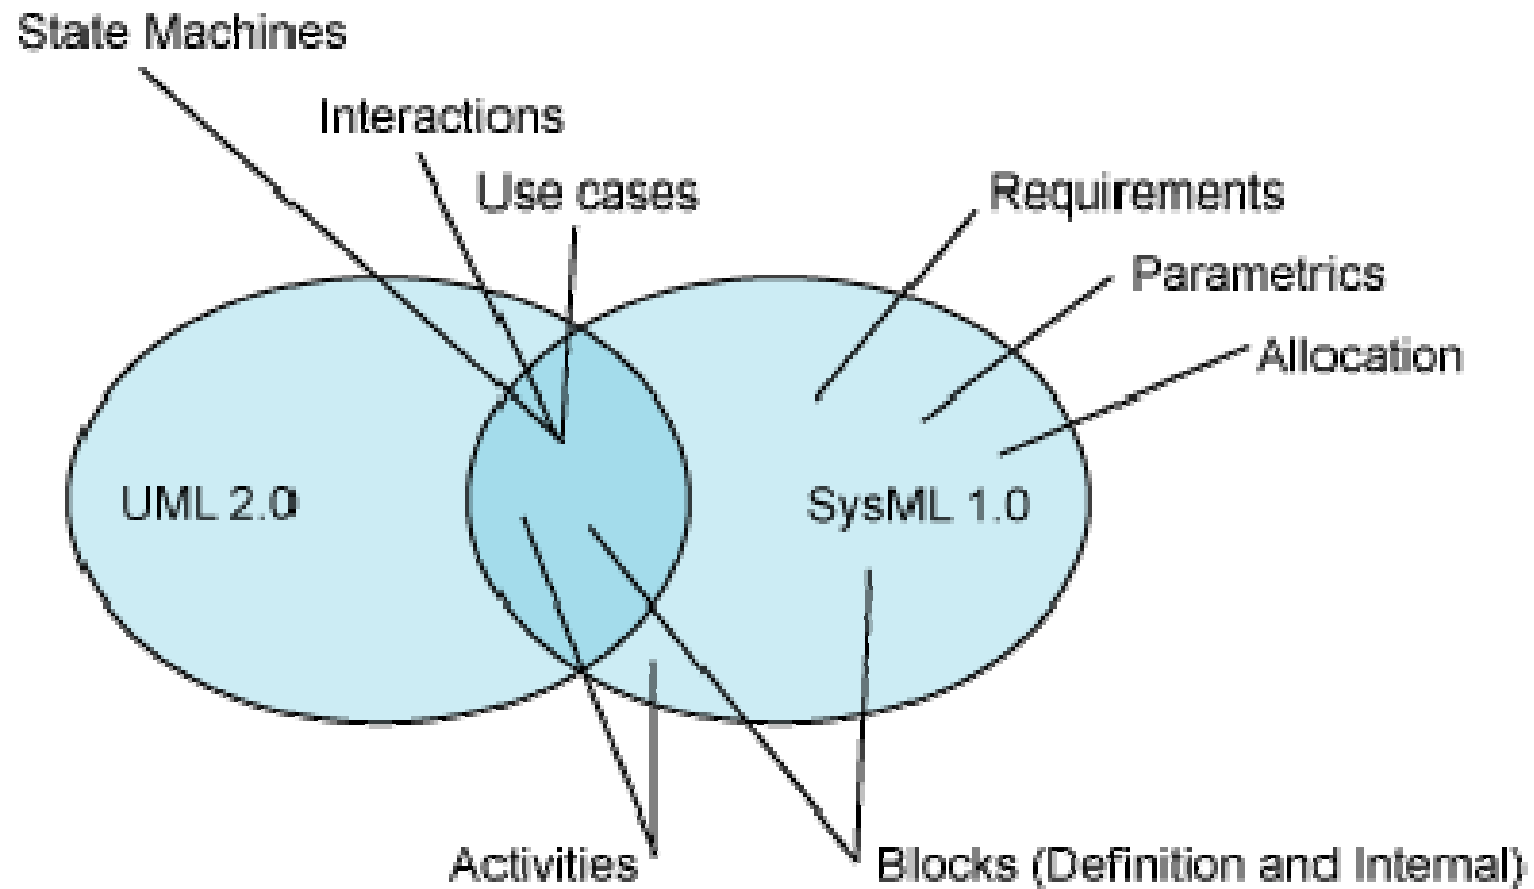 State Machines
Interactions
Use cases
Requirements
Parametrics
Allocation
UML 2.0
SysML 1.0
Activities
Blocks (Definition and Internal)